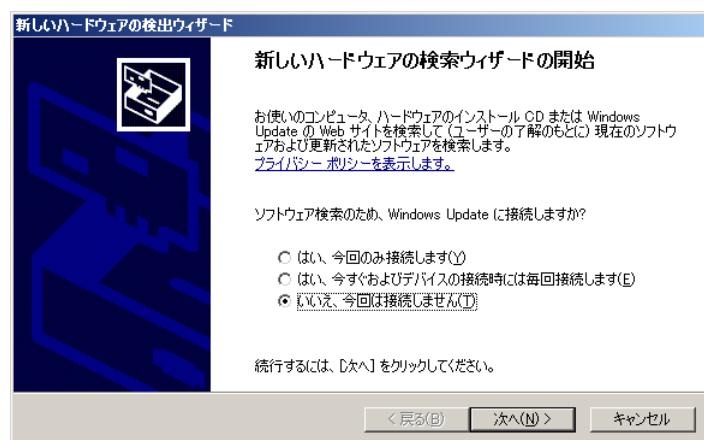 新しいハードウェアの検出ウィザード
新しいハードウェアの検索ウィザードの開始
お使いのコンピュータ、ハードウェアのインストール CD または Windows
Update の Web サイトを検索して (ユーザーの了解のもとに) 現在のソフトウ
ェアおよび更新されたソフトウェアを検索します。
プライバシー ポリシーを表示します。
ソフトウェア検索のため、Windows Update に接続しますか?
はい、今回のみ接続します(Y)
はい、今すぐおよびデバイスの接続時には毎回接続します(E)
いいえ、今回は接続しません(T)
続行するには、[次へ] をクリックしてください。
< 戻る(B) 次へ(N) > キャンセル